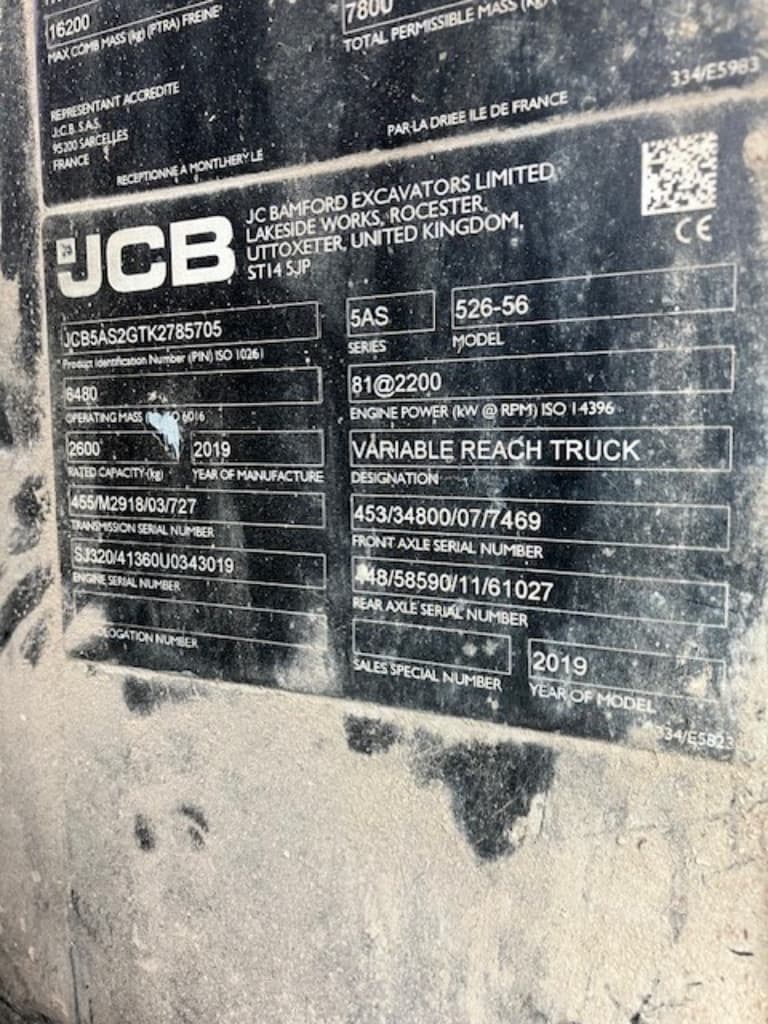 16200
MAX COMB MASS (kg) (PTRA) FREINE
7800
TOTAL PERMISSIBLE MASS (kg)
334/E5983
REPRESENTANT ACCREDITE
J.C.B. S.A.S.
95200 SARCELLES
FRANCE
RECEPTIONNE A MONTLHERY LE
PAR-LA DRIEE ILE DE FRANCE
JCB
JC BAMFORD EXCAVATORS LIMITED
LAKESIDE WORKS, ROCESTER,
UTTOXETER, UNITED KINGDOM,
ST14 5JP
CE
JCB5AS2GTK2785705
Product Identification Number (PIN) ISO 10261
5AS
SERIES
526-56
MODEL
6480
OPERATING MASS ISO 6016
81@2200
ENGINE POWER (kW @ RPM) ISO 14396
2600
RATED CAPACITY (kg)
2019
YEAR OF MANUFACTURE
VARIABLE REACH TRUCK
DESIGNATION
455/M2918/03/727
TRANSMISSION SERIAL NUMBER
453/34800/07/7469
FRONT AXLE SERIAL NUMBER
SJ320/41360U0343019
ENGINE SERIAL NUMBER
448/58590/11/61027
REAR AXLE SERIAL NUMBER
NUMBER
SALES SPECIAL NUMBER
2019
YEAR OF MODEL
334/E5823